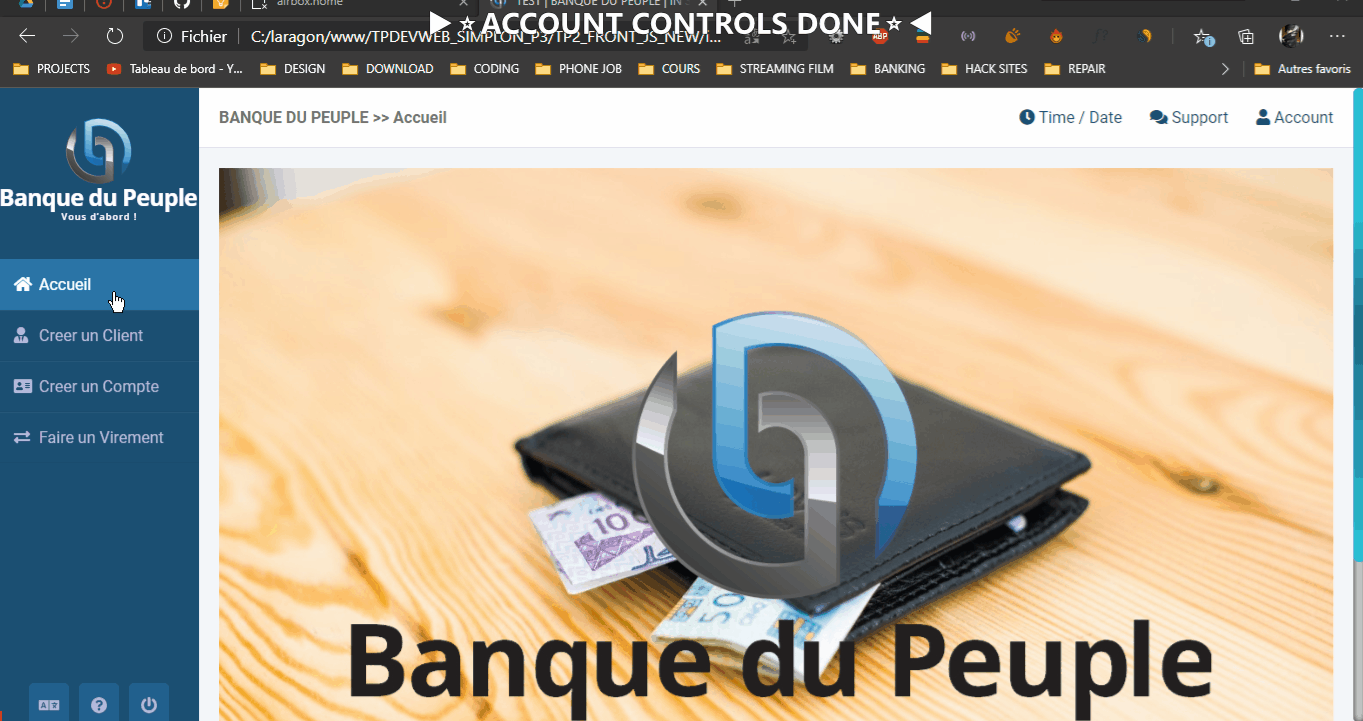 airbox.home
TEST | BANQUE DU PEUPLE | IN S
▶⭐ACCOUNT CONTROLS DONE⭐◀
Fichier
C:/laragon/www/TPDEVWEB_SIMPLON_P3/TP2_FRONT_JS_NEW/i...
ABP
PROJECTS
Tableau de bord - Y...
DESIGN
DOWNLOAD
CODING
PHONE JOB
COURS
STREAMING FILM
BANKING
HACK SITES
REPAIR
Autres favoris
Banque du Peuple
Vous d'abord !
BANQUE DU PEUPLE >> Accueil
Time / Date
Support
Account
Accueil
Creer un Client
Creer un Compte
Faire un Virement
10
50
Banque du Peuple